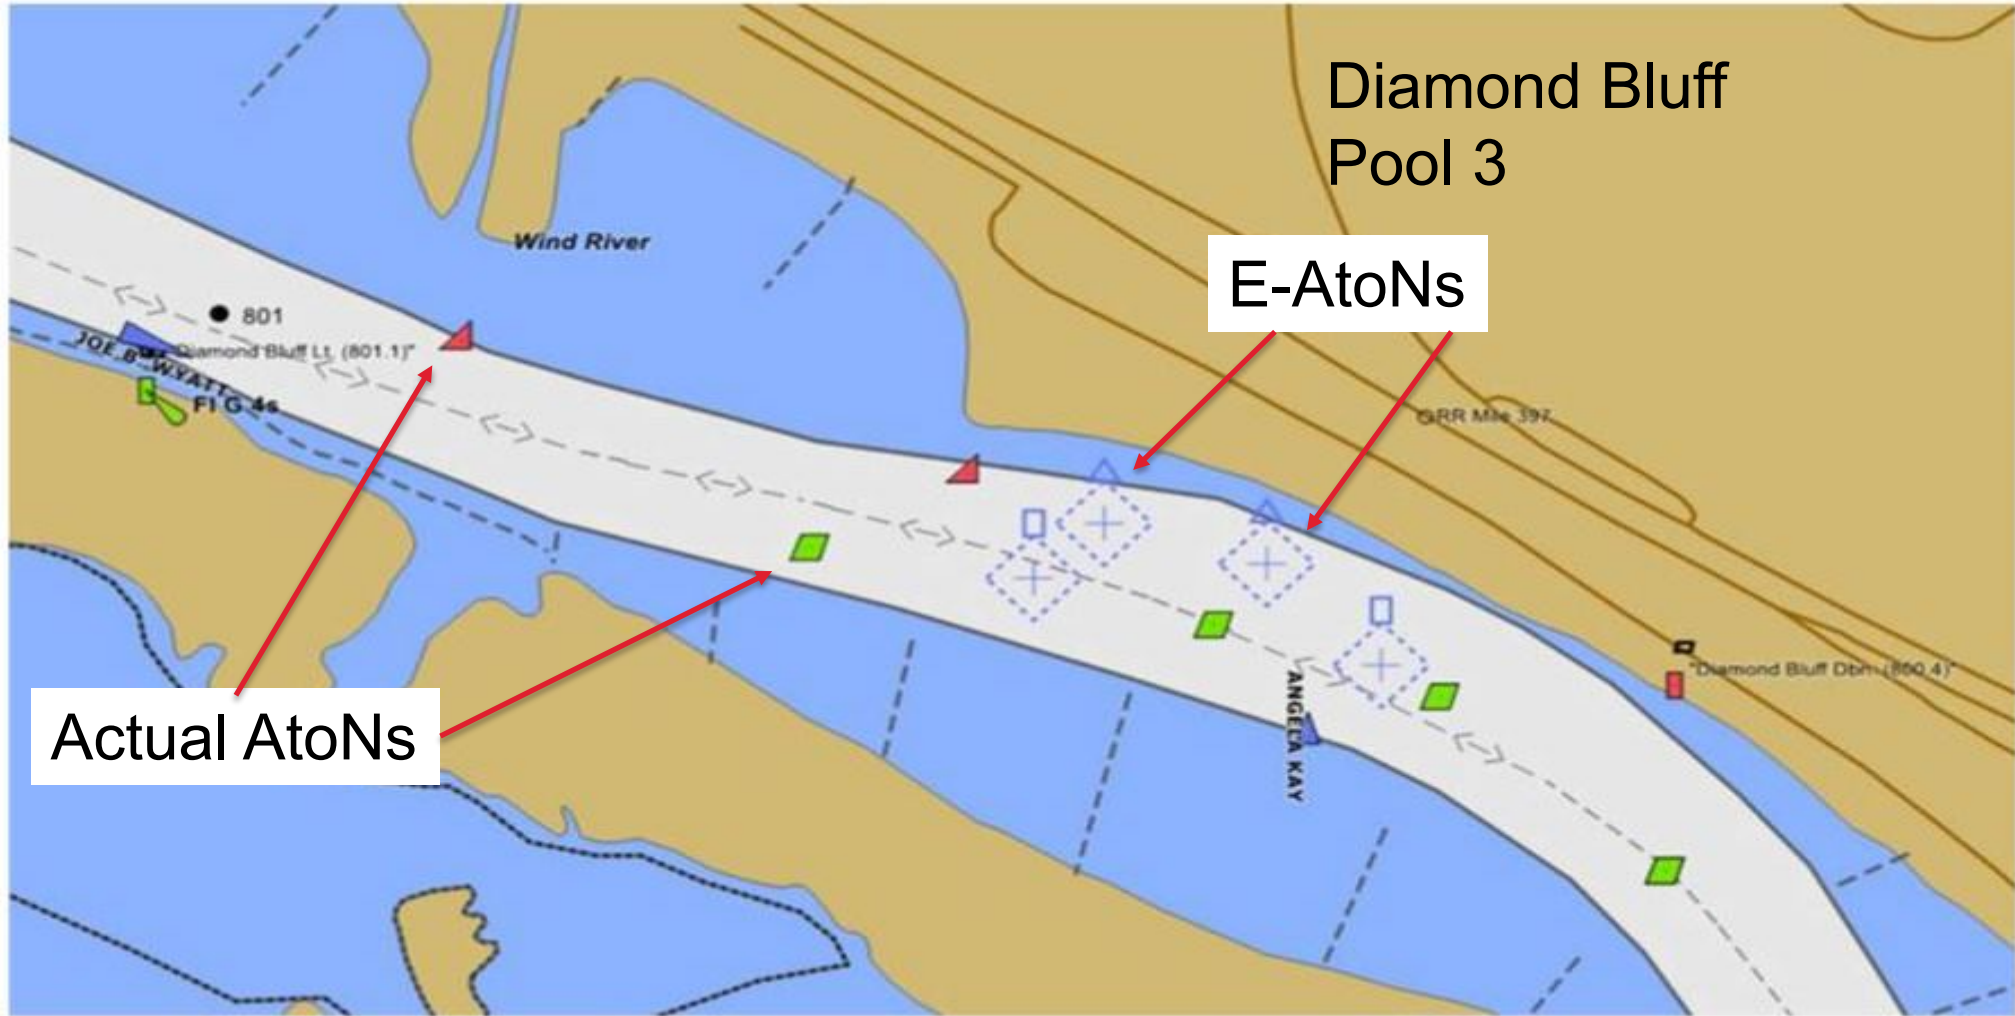 Diamond Bluff
Pool 3
Wind River
E-AtoNs
801
"Diamond Bluff Lt. (801.1)"
JOE B. WYATT
Fl G 4s
RR Mile 397
"Diamond Bluff Dbn. (800.4)"
ANGELA KAY
Actual AtoNs